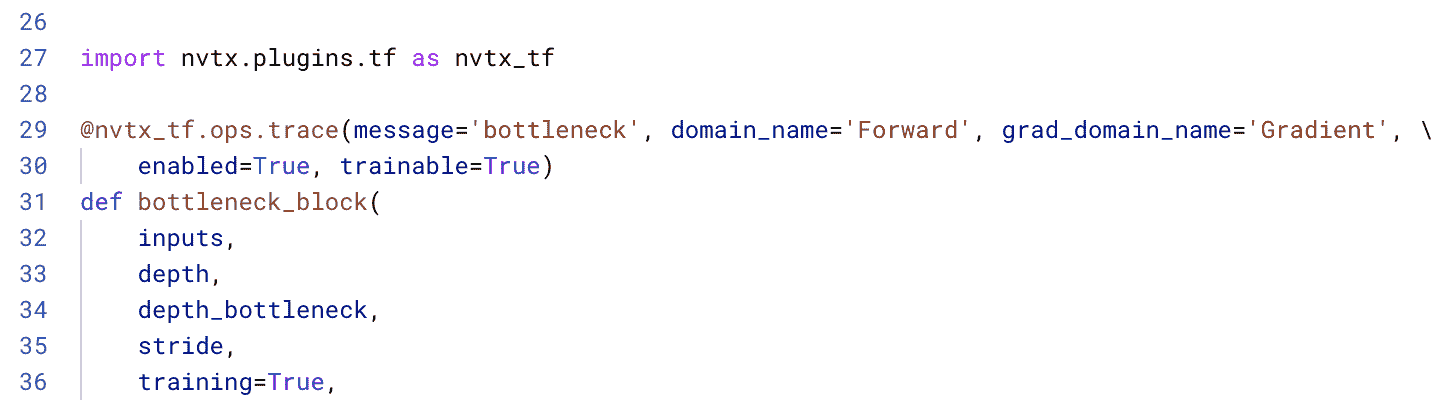 26
27 import nvtx.plugins.tf as nvtx_tf
28
29 @nvtx_tf.ops.trace(message='bottleneck', domain_name='Forward', grad_domain_name='Gradient', \
30     enabled=True, trainable=True)
31 def bottleneck_block(
32     inputs,
33     depth,
34     depth_bottleneck,
35     stride,
36     training=True,